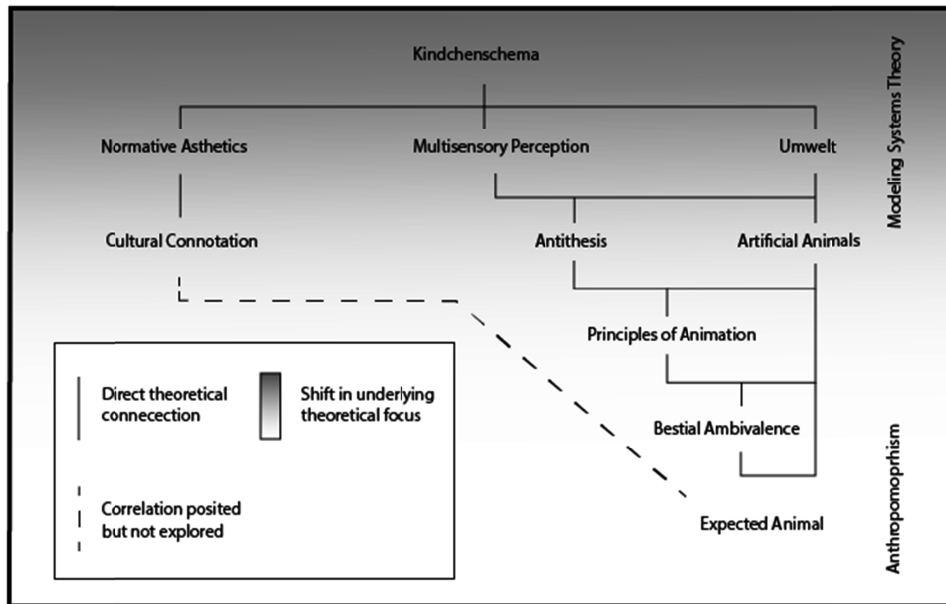 Kindchenschema
Modeling Systems Theory
Normative Asthetics
Multisensory Perception
Umwelt
Cultural Connotation
Antithesis
Artificial Animals
Principles of Animation
Direct theoretical
connecection
Shift in underlying
theoretical focus
Bestial Ambivalence
Anthropomoprhism
Correlation posited
but not explored
Expected Animal